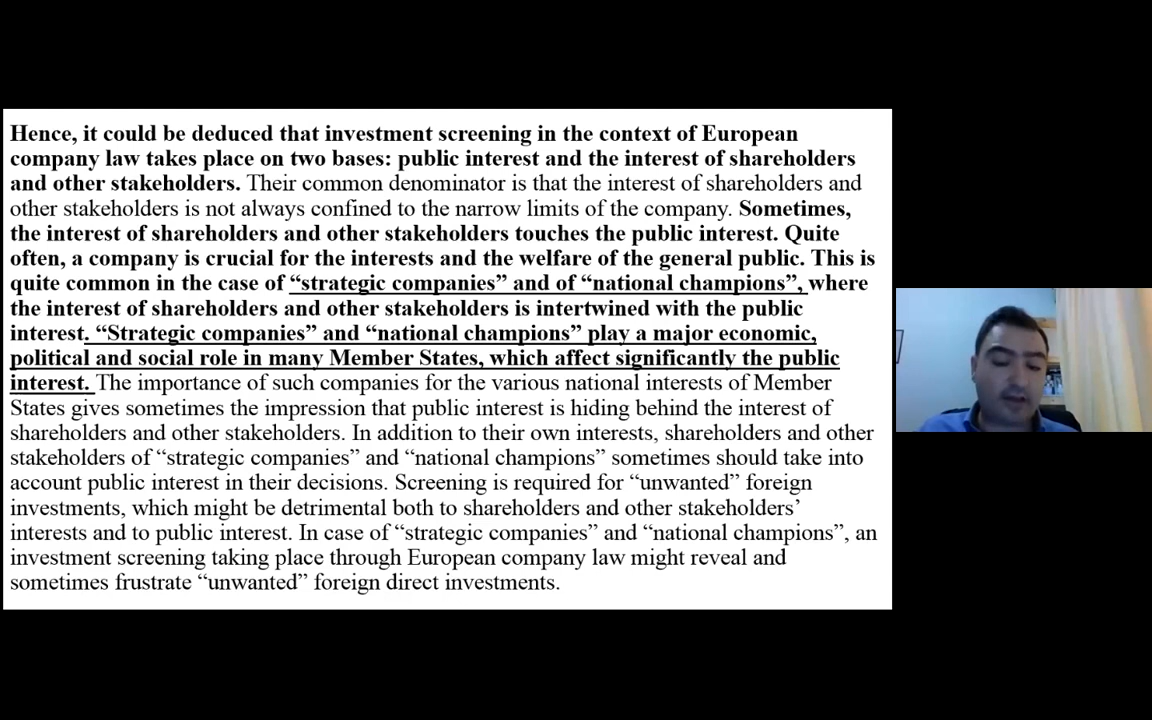 Hence, it could be deduced that investment screening in the context of European
company law takes place on two bases: public interest and the interest of shareholders
and other stakeholders. Their common denominator is that the interest of shareholders and
other stakeholders is not always confined to the narrow limits of the company. Sometimes,
the interest of shareholders and other stakeholders touches the public interest. Quite
often, a company is crucial for the interests and the welfare of the general public. This is
quite common in the case of “strategic companies” and of “national champions”, where
the interest of shareholders and other stakeholders is intertwined with the public
interest. “Strategic companies” and “national champions” play a major economic,
political and social role in many Member States, which affect significantly the public
interest. The importance of such companies for the various national interests of Member
States gives sometimes the impression that public interest is hiding behind the interest of
shareholders and other stakeholders. In addition to their own interests, shareholders and other
stakeholders of “strategic companies” and “national champions” sometimes should take into
account public interest in their decisions. Screening is required for “unwanted” foreign
investments, which might be detrimental both to shareholders and other stakeholders’
interests and to public interest. In case of “strategic companies” and “national champions”, an
investment screening taking place through European company law might reveal and
sometimes frustrate “unwanted” foreign direct investments.